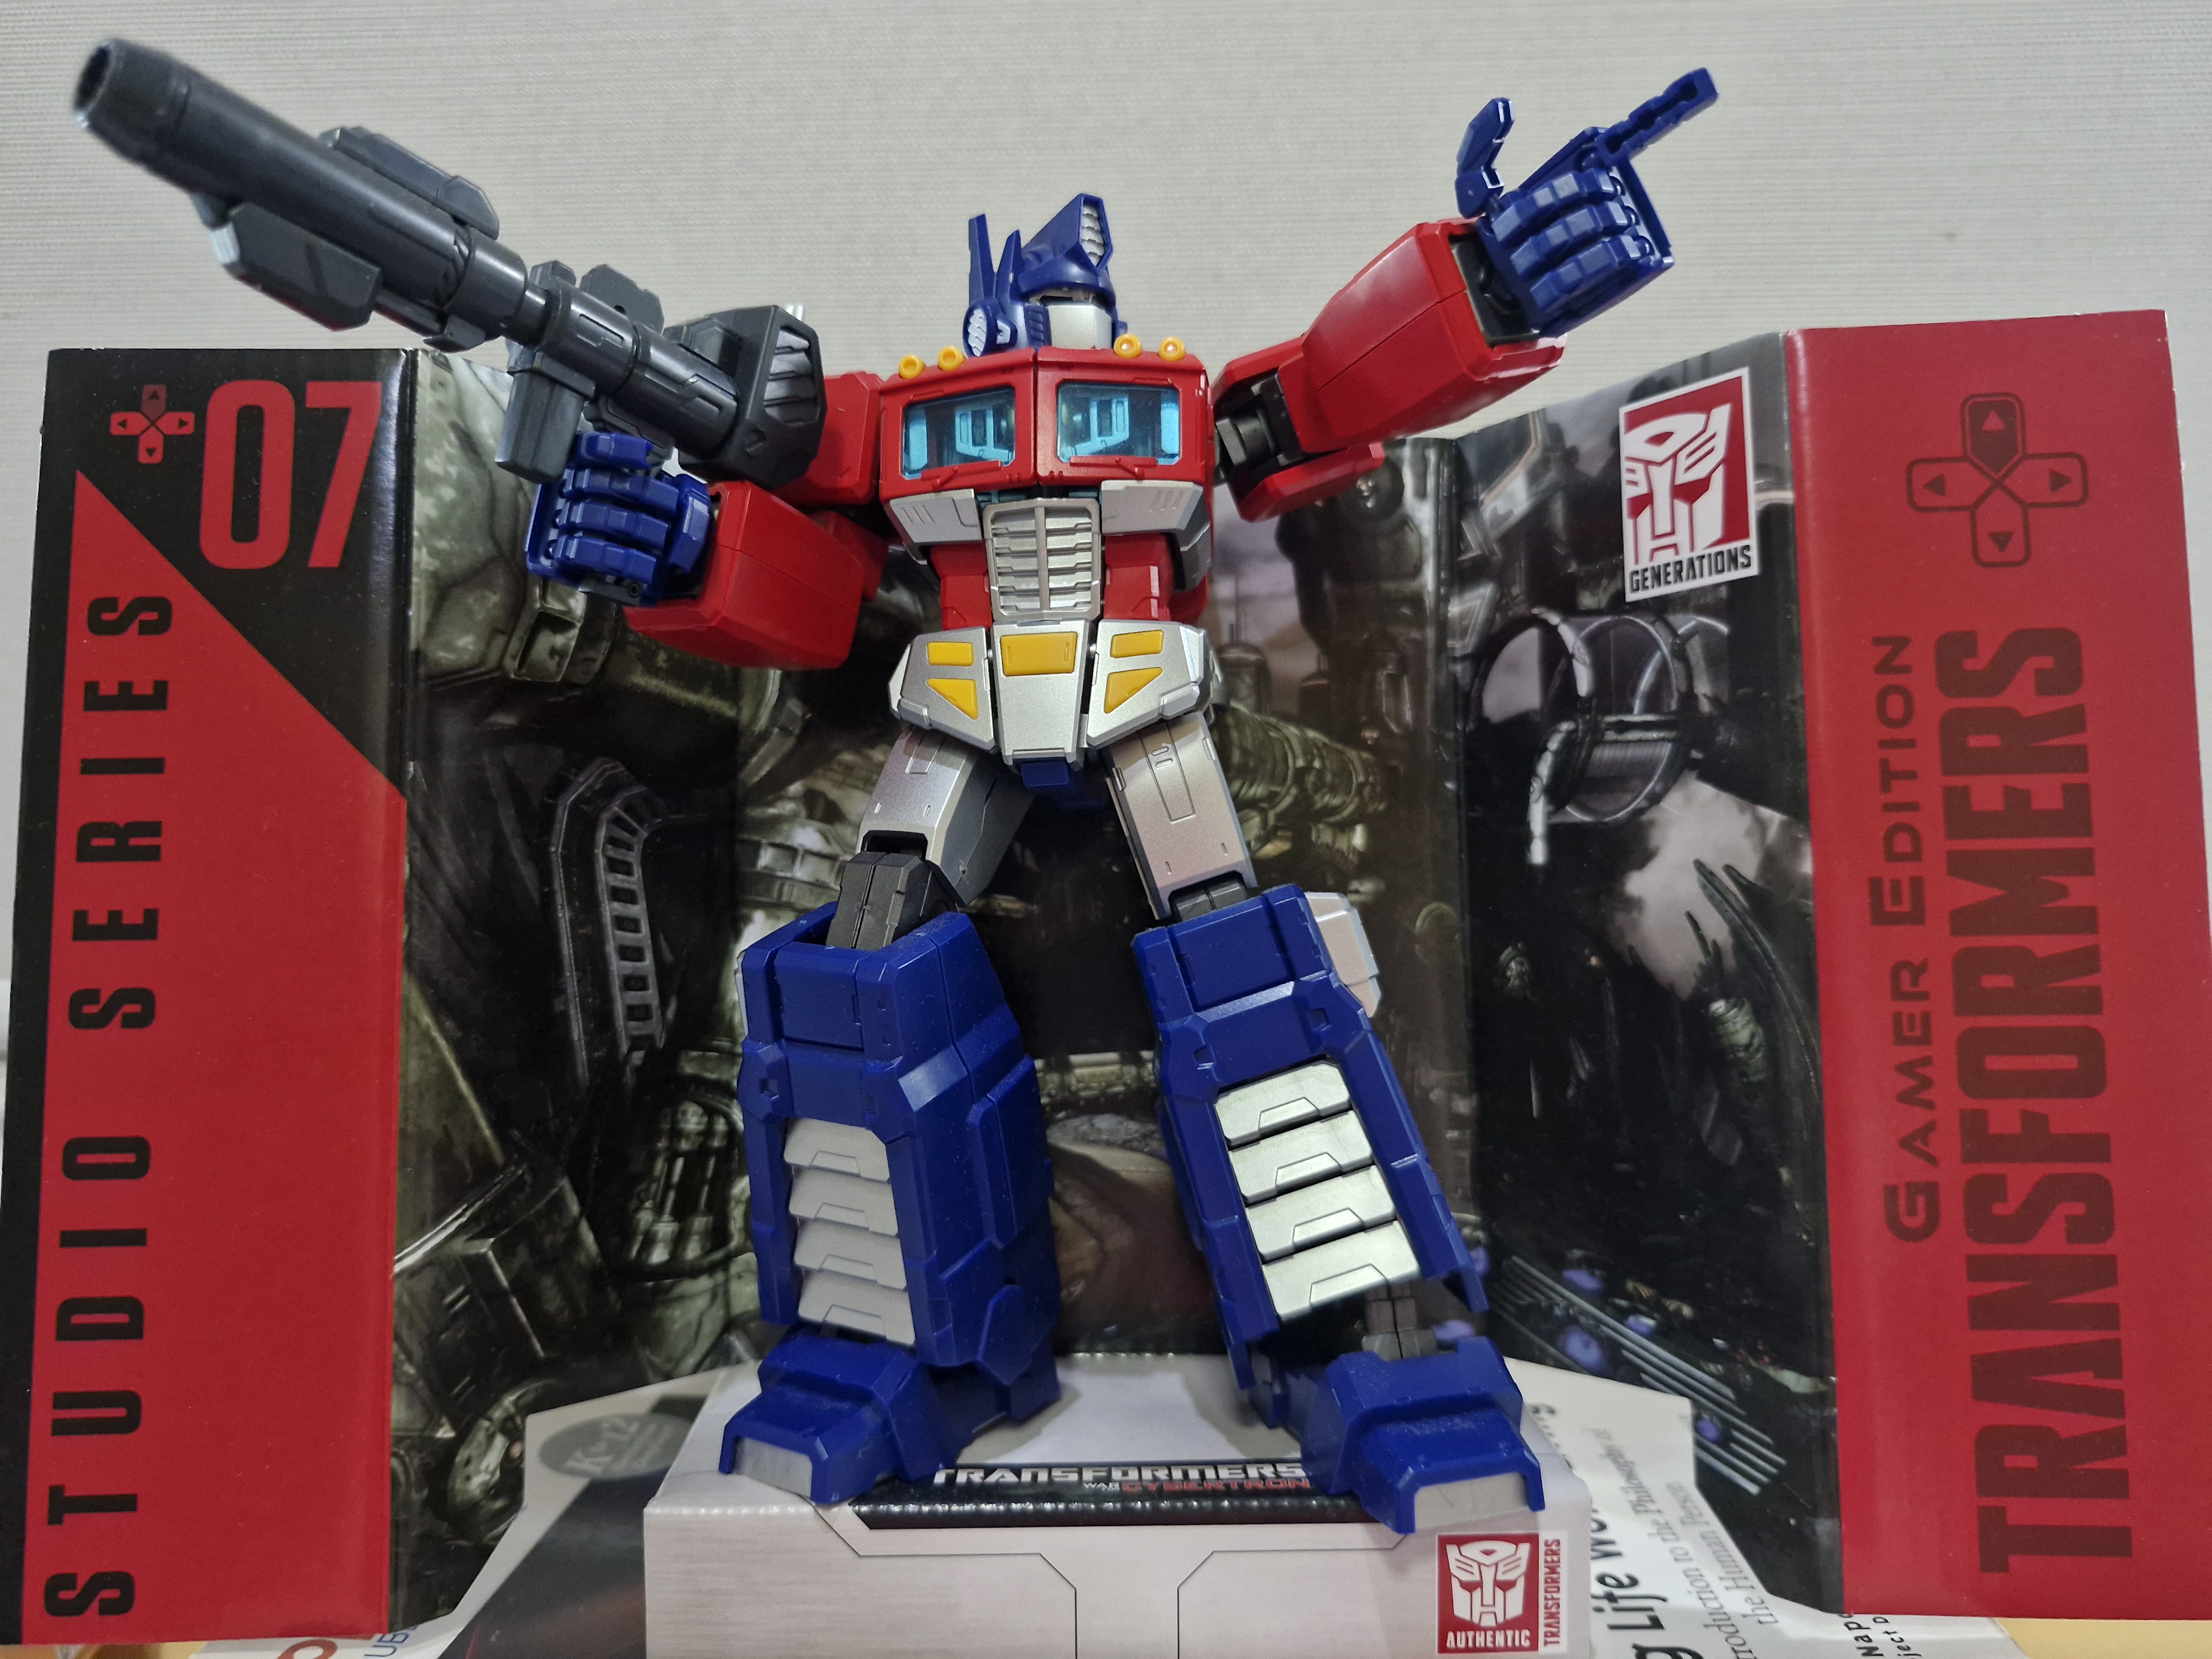 07
STUDIO SERIES
GENERATIONS
GAMER EDITION
TRANSFORMERS
K-12
TRANSFORMERS
WAR
CYBERTRON
AUTHENTIC
TRANSFORMERS
Introduction to the Philosophy of
the Human Person